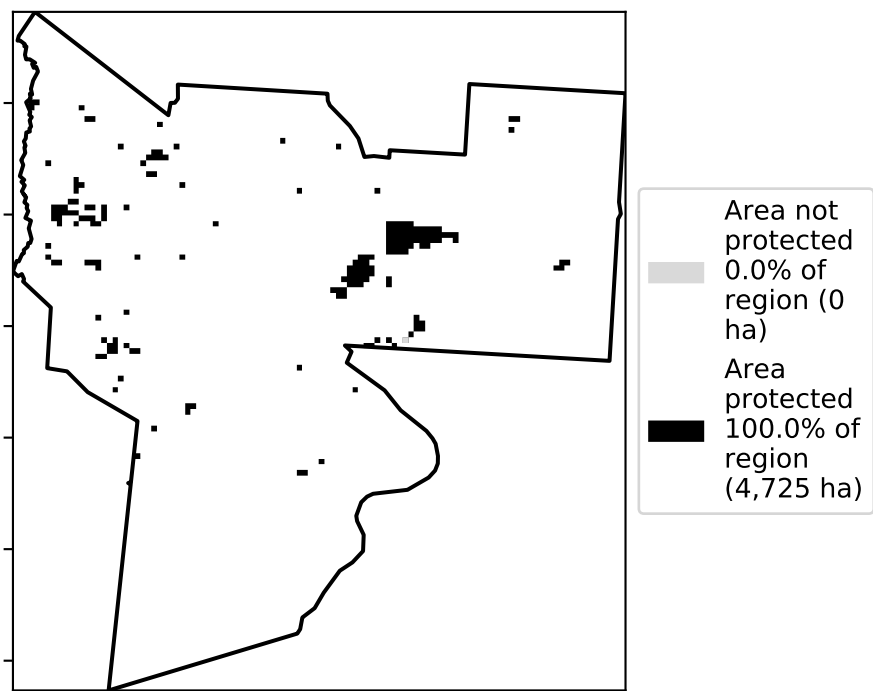 Area not
protected
0.0% of
region (0
ha)
Area
protected
100.0% of
region
(4,725 ha)